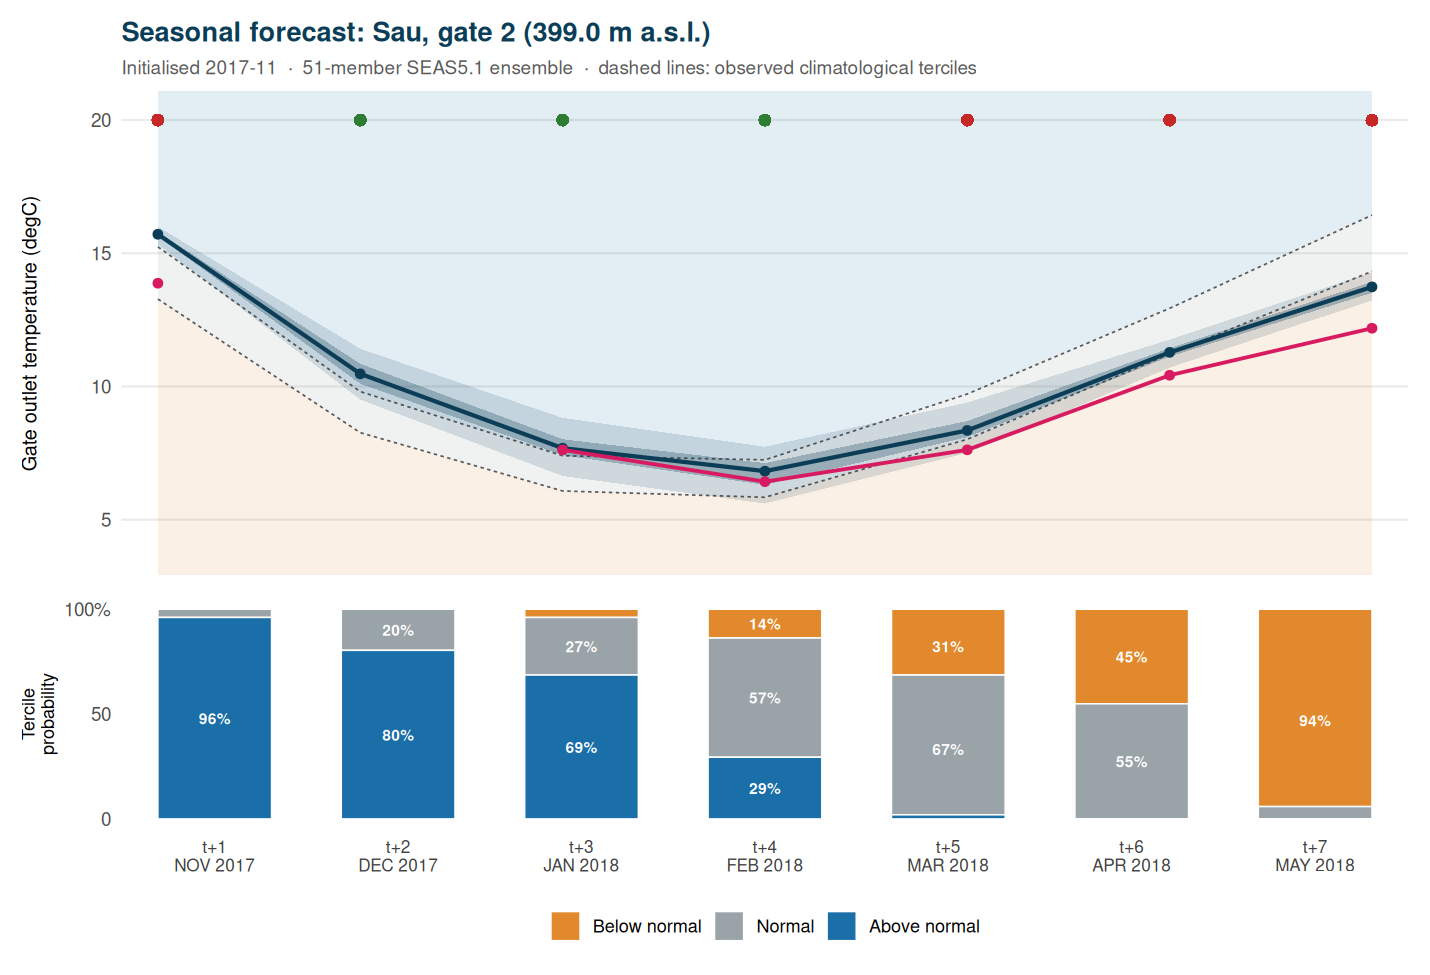 Seasonal forecast: Sau, gate 2 (399.0 m a.s.l.)
Initialised 2017-11 · 51-member SEAS5.1 ensemble · dashed lines: observed climatological terciles
Gate outlet temperature (degC)
20
15
10
5
Tercile
probability
100%
50
0
96%
20%
80%
27%
69%
14%
57%
29%
31%
67%
45%
55%
94%
t+1
NOV 2017
t+2
DEC 2017
t+3
JAN 2018
t+4
FEB 2018
t+5
MAR 2018
t+6
APR 2018
t+7
MAY 2018
Below normal
Normal
Above normal